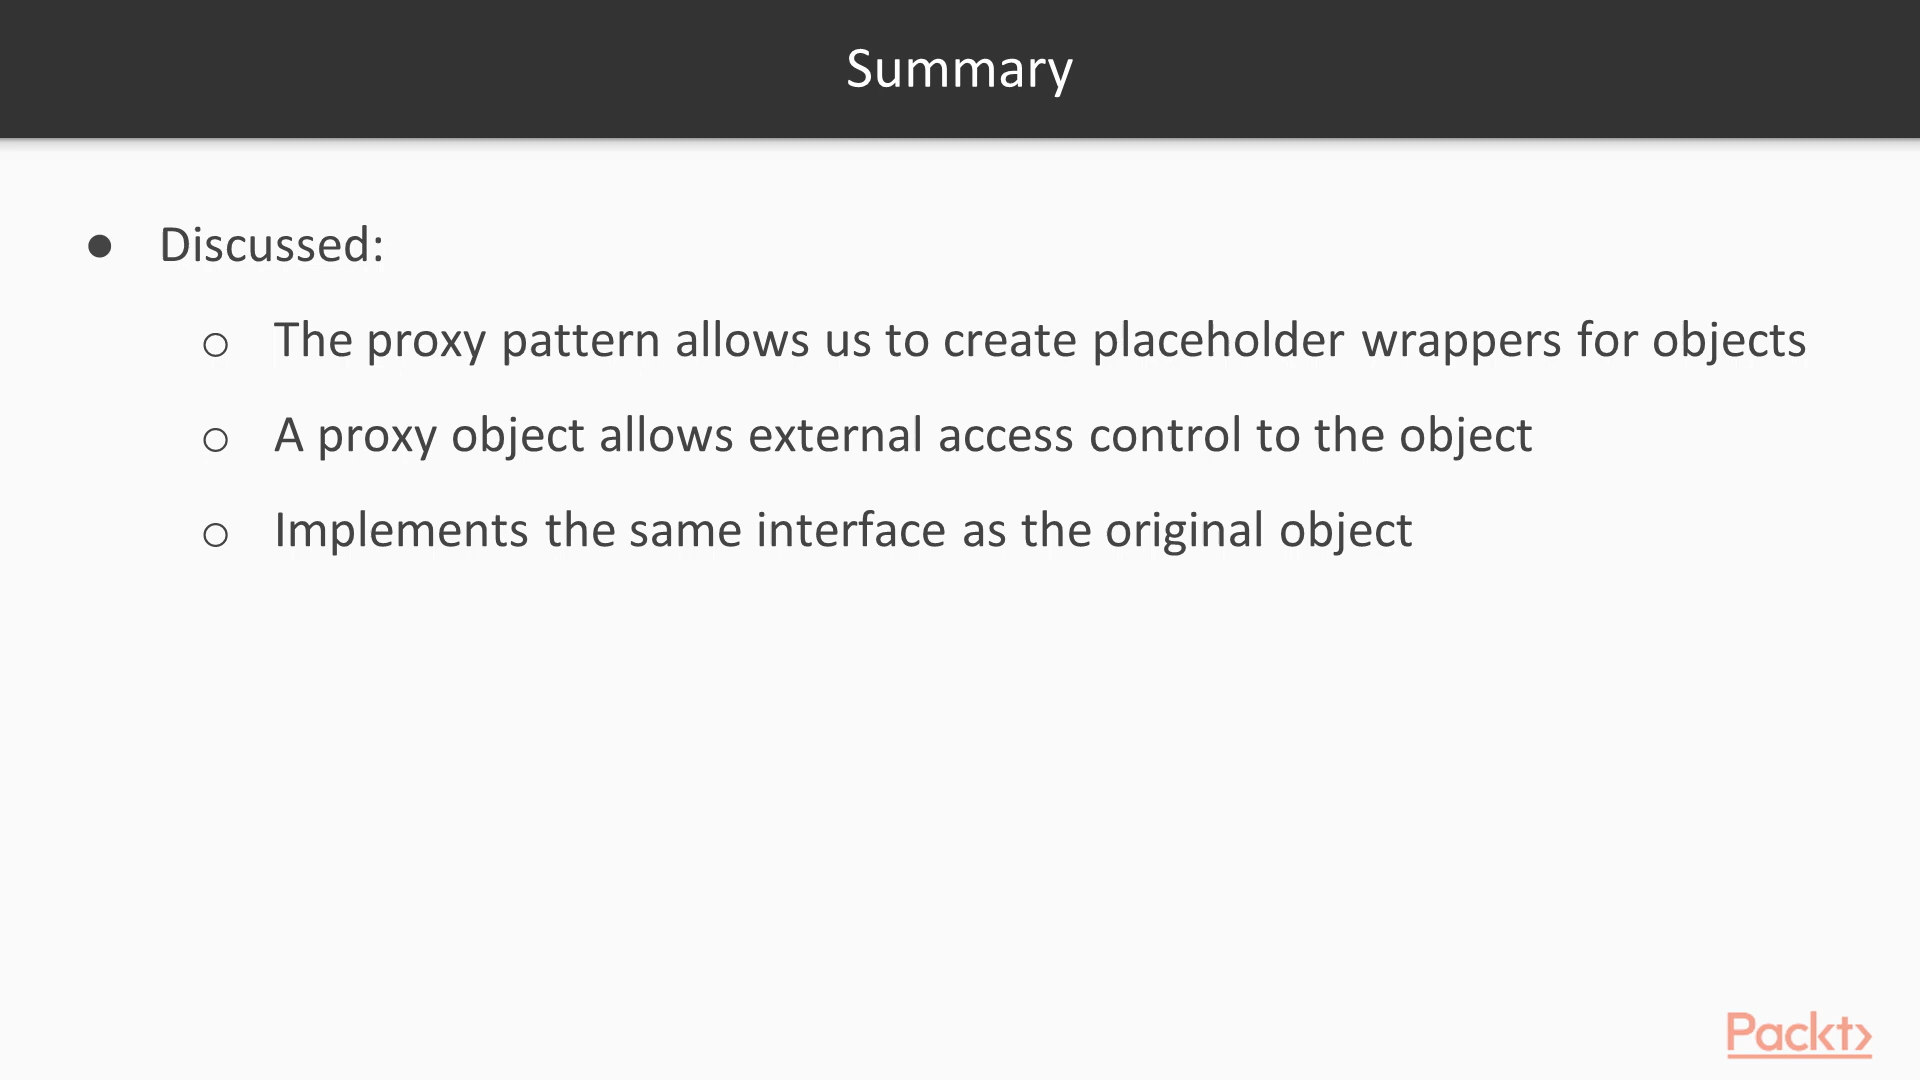 Summary
● Discussed:
○ The proxy pattern allows us to create placeholder wrappers for objects
○ A proxy object allows external access control to the object
○ Implements the same interface as the original object
Packt>